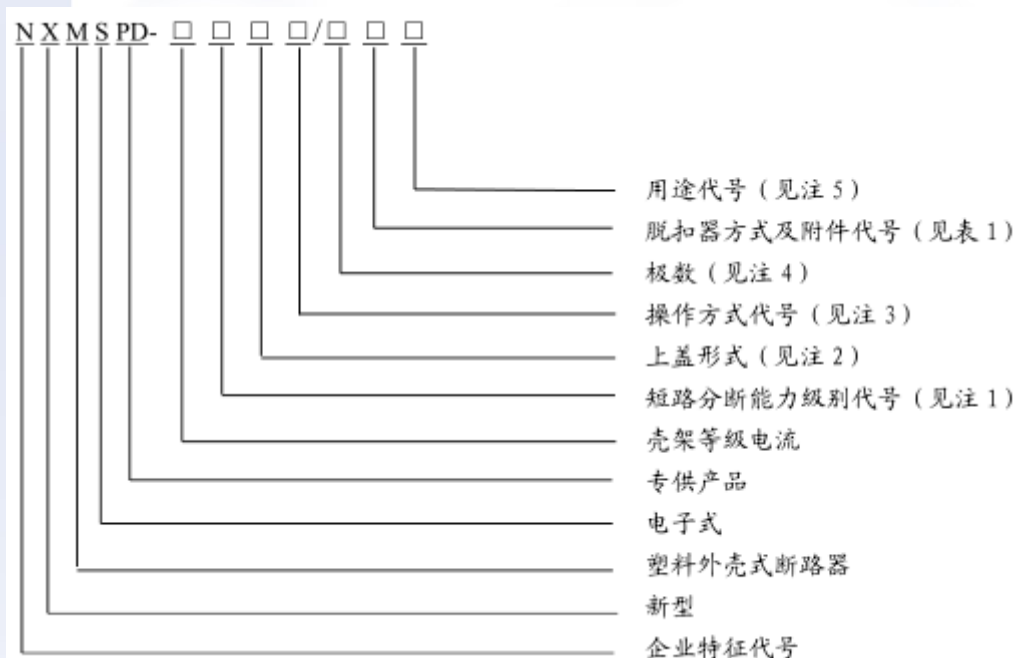 N X M S PD- □ □ □ □/□ □ □
用途代号（见注 5）
脱扣器方式及附件代号（见表 1）
极数（见注 4）
操作方式代号（见注 3）
上盖形式（见注 2）
短路分断能力级别代号（见注 1）
壳架等级电流
专供产品
电子式
塑料外壳式断路器
新型
企业特征代号